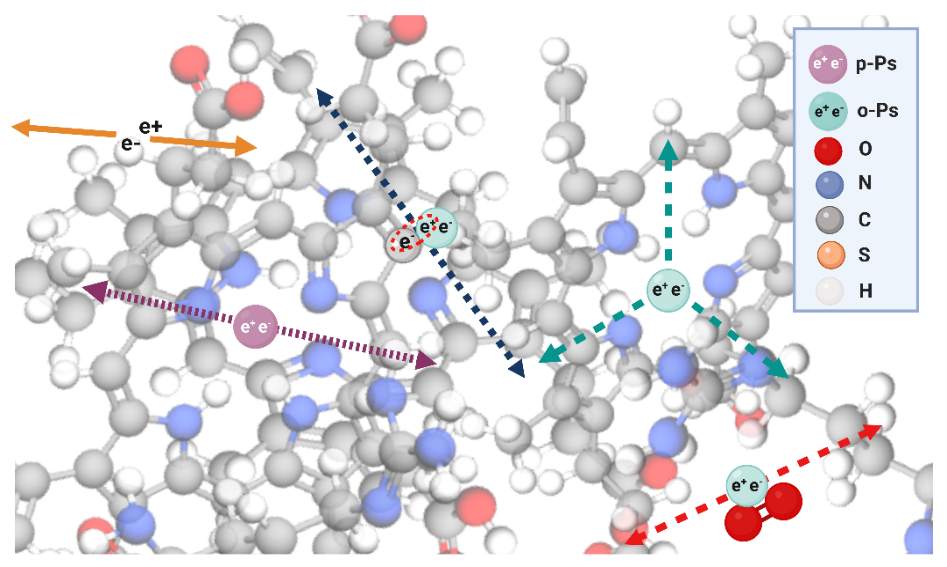 e+
e-
e⁺ e⁻ p-Ps
e⁺ e⁻ o-Ps
O
N
C
S
H
e⁻ e⁺ e⁻
e⁺ e⁻
e⁺ e⁻
e⁺ e⁻